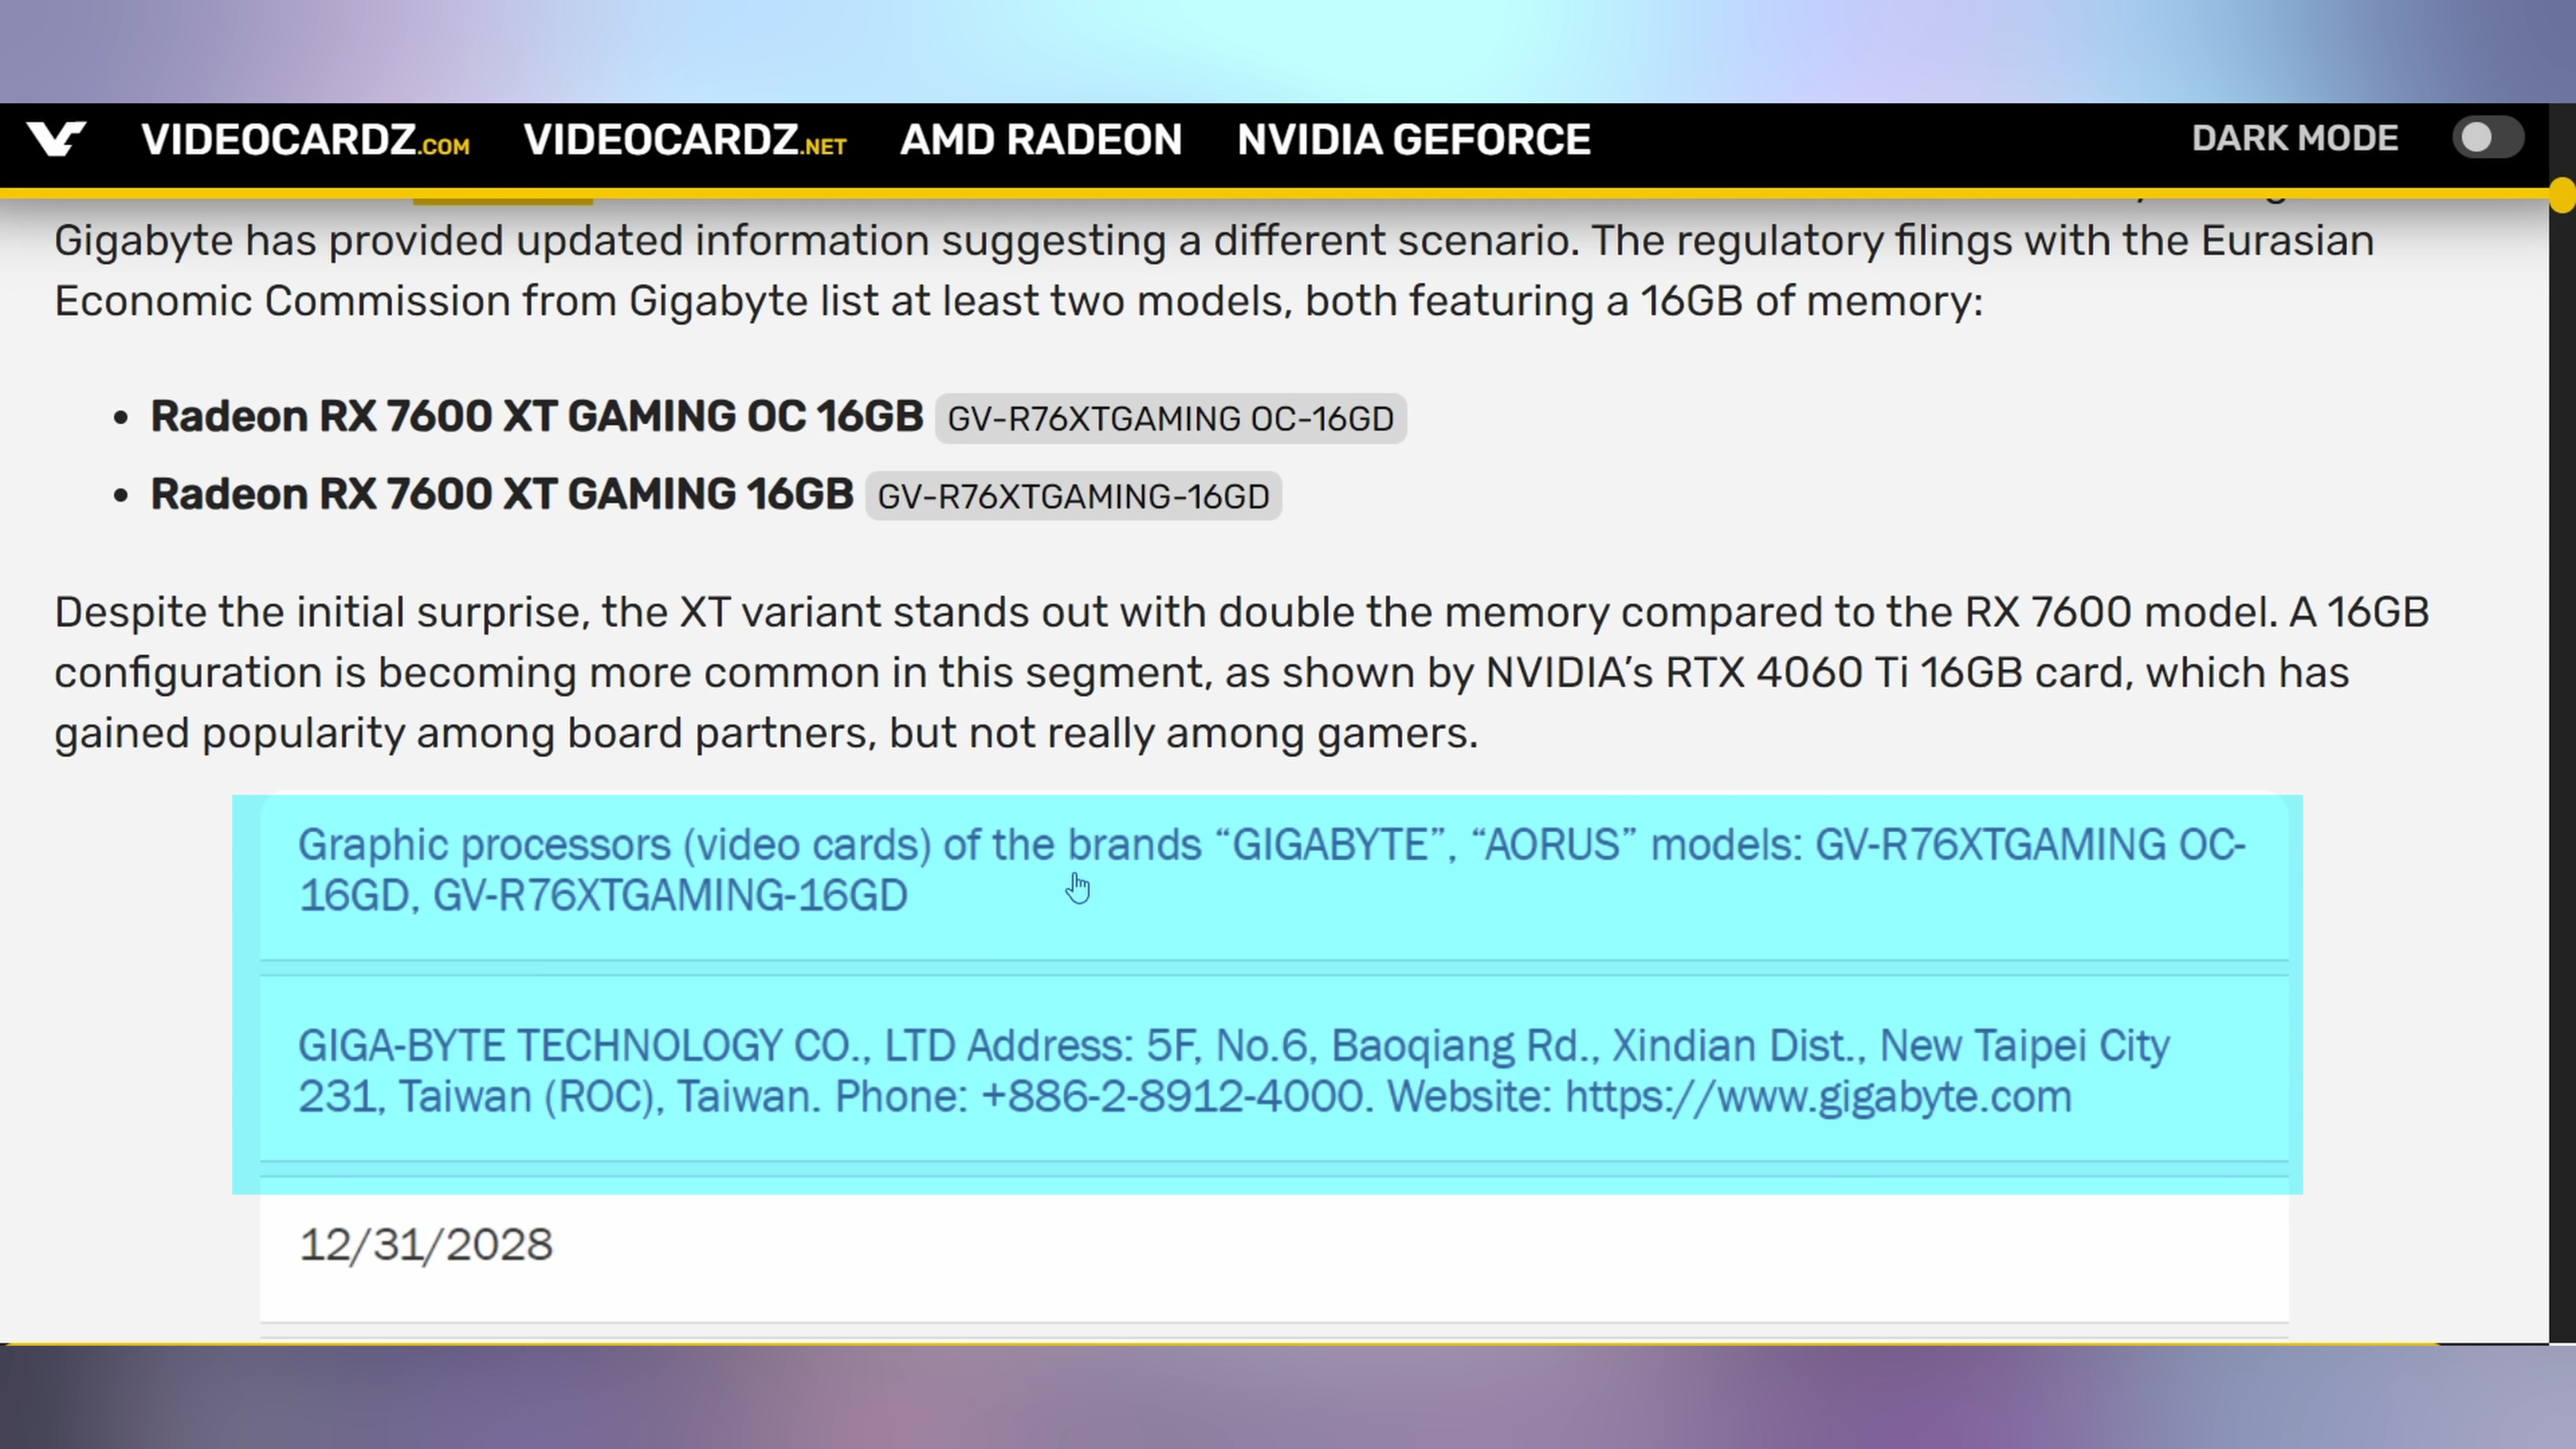 VIDEOCARDZ.COM VIDEOCARDZ.NET AMD RADEON NVIDIA GEFORCE DARK MODE
Gigabyte has provided updated information suggesting a different scenario. The regulatory filings with the Eurasian
Economic Commission from Gigabyte list at least two models, both featuring a 16GB of memory:
• Radeon RX 7600 XT GAMING OC 16GB GV-R76XTGAMING OC-16GD
• Radeon RX 7600 XT GAMING 16GB GV-R76XTGAMING-16GD
Despite the initial surprise, the XT variant stands out with double the memory compared to the RX 7600 model. A 16GB
configuration is becoming more common in this segment, as shown by NVIDIA’s RTX 4060 Ti 16GB card, which has
gained popularity among board partners, but not really among gamers.
Graphic processors (video cards) of the brands “GIGABYTE”, “AORUS” models: GV-R76XTGAMING OC-
16GD, GV-R76XTGAMING-16GD
GIGA-BYTE TECHNOLOGY CO., LTD Address: 5F, No.6, Baoqiang Rd., Xindian Dist., New Taipei City
231, Taiwan (ROC), Taiwan. Phone: +886-2-8912-4000. Website: https://www.gigabyte.com
12/31/2028